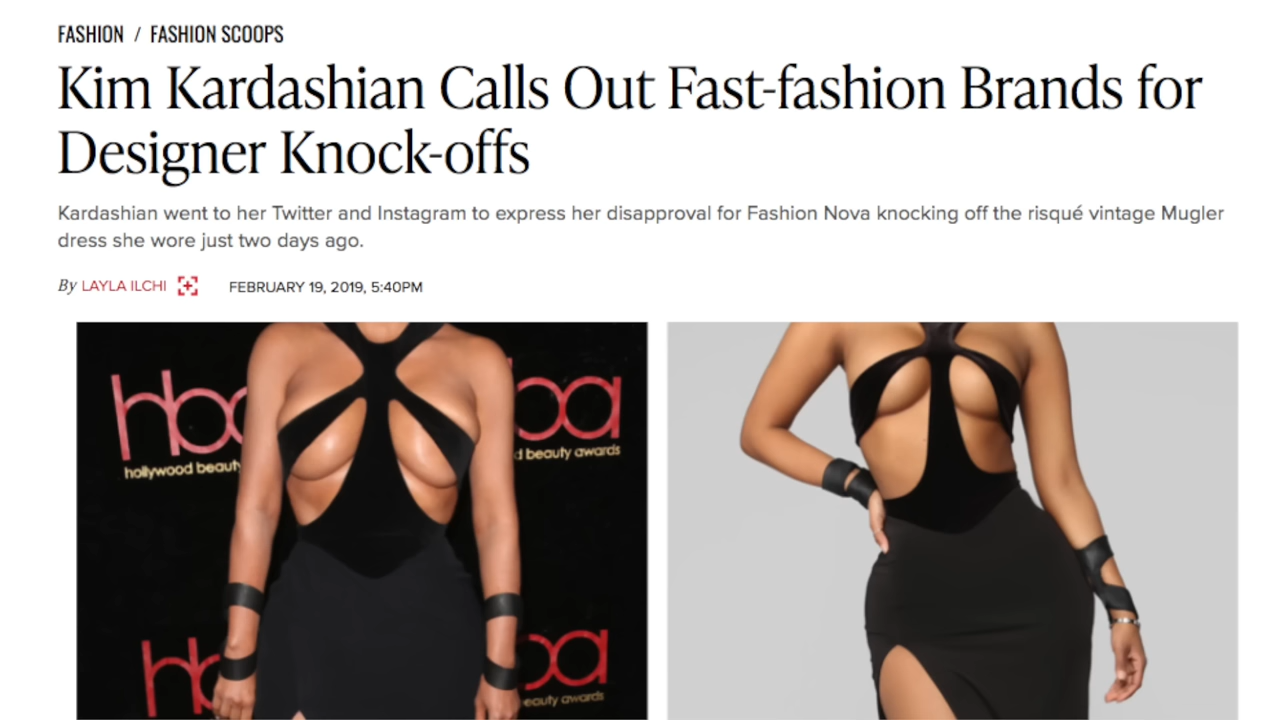 FASHION / FASHION SCOOPS
Kim Kardashian Calls Out Fast-fashion Brands for
Designer Knock-offs
Kardashian went to her Twitter and Instagram to express her disapproval for Fashion Nova knocking off the risqué vintage Mugler
dress she wore just two days ago.
By LAYLA ILCHI FEBRUARY 19, 2019, 5:40PM
hollywood beauty
beauty awards
beauty awards